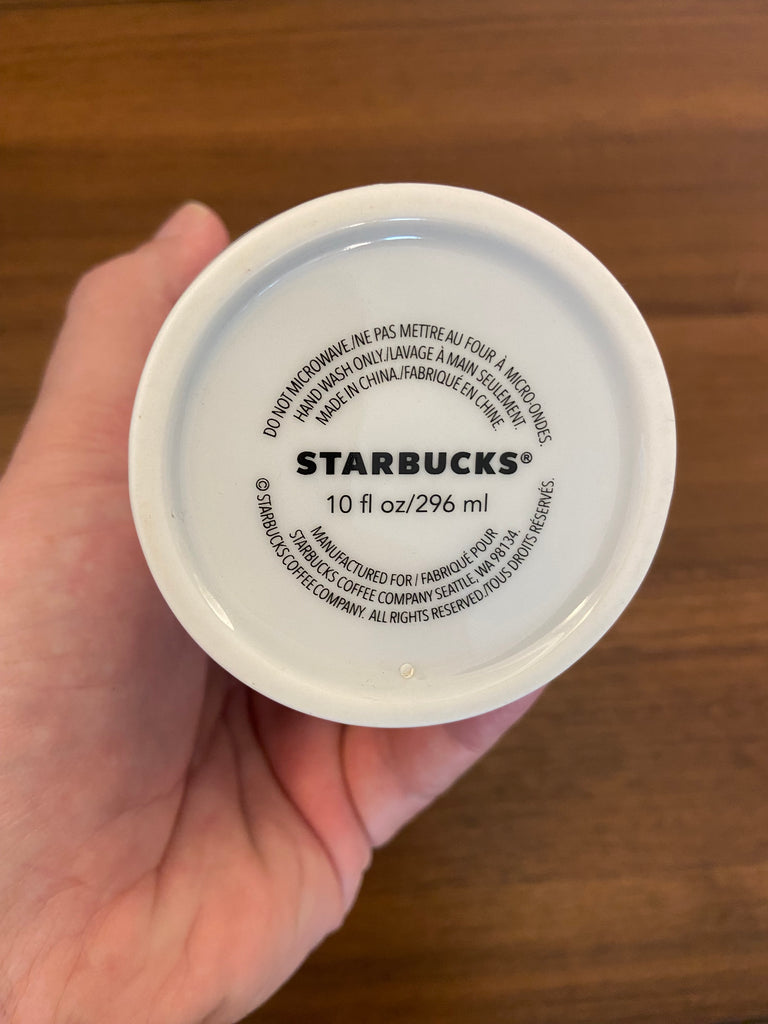 DO NOT MICROWAVE./NE PAS METTRE AU FOUR À MICRO-ONDES.
HAND WASH ONLY./LAVAGE À MAIN SEULEMENT.
MADE IN CHINA./FABRIQUÉ EN CHINE.
STARBUCKS®
10 fl oz/296 ml
MANUFACTURED FOR / FABRIQUÉ POUR
STARBUCKS COFFEE COMPANY SEATTLE, WA 98134.
© STARBUCKS COFFEE COMPANY. ALL RIGHTS RESERVED./TOUS DROITS RÉSERVÉS.